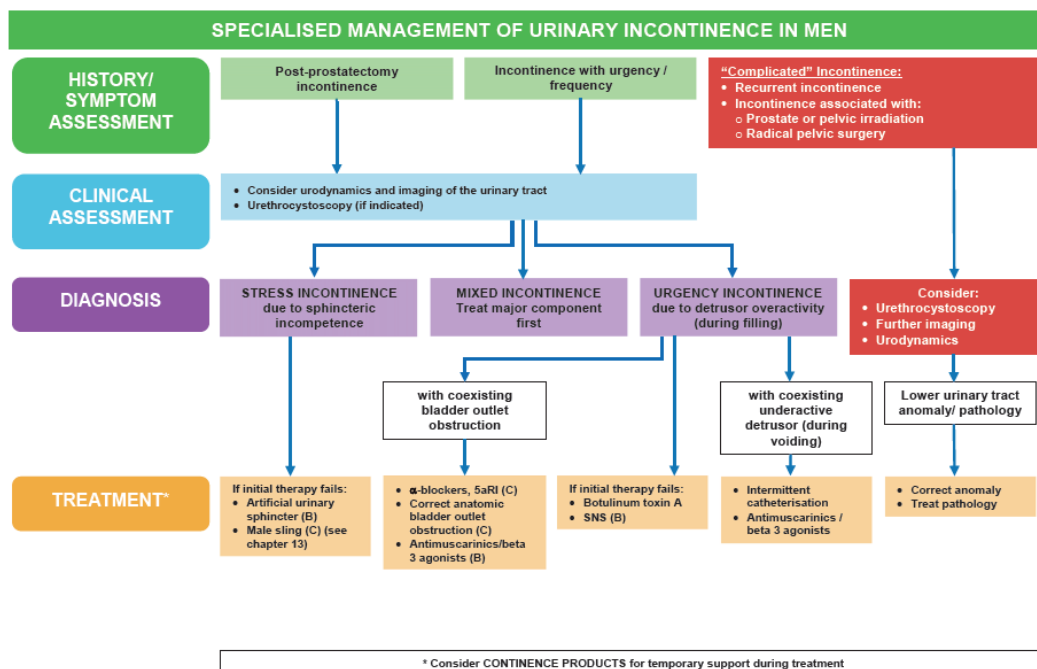 SPECIALISED MANAGEMENT OF URINARY INCONTINENCE IN MEN
HISTORY/
SYMPTOM
ASSESSMENT
Post-prostatectomy
incontinence
Incontinence with urgency /
frequency
"Complicated" Incontinence:
• Recurrent incontinence
• Incontinence associated with:
o Prostate or pelvic irradiation
o Radical pelvic surgery
CLINICAL
ASSESSMENT
• Consider urodynamics and imaging of the urinary tract
• Urethrocystoscopy (if indicated)
DIAGNOSIS
STRESS INCONTINENCE
due to sphincteric
incompetence
MIXED INCONTINENCE
Treat major component
first
URGENCY INCONTINENCE
due to detrusor overactivity
(during filling)
Consider:
• Urethrocystoscopy
• Further imaging
• Urodynamics
with coexisting
bladder outlet
obstruction
with coexisting
underactive
detrusor (during
voiding)
Lower urinary tract
anomaly/ pathology
TREATMENT*
If initial therapy fails:
• Artificial urinary
sphincter (B)
• Male sling (C) (see
chapter 13)
• α-blockers, 5aRI (C)
• Correct anatomic
bladder outlet
obstruction (C)
• Antimuscarinics/beta
3 agonists (B)
If initial therapy fails:
• Botulinum toxin A
• SNS (B)
• Intermittent
catheterisation
• Antimuscarinics /
beta 3 agonists
• Correct anomaly
• Treat pathology
* Consider CONTINENCE PRODUCTS for temporary support during treatment